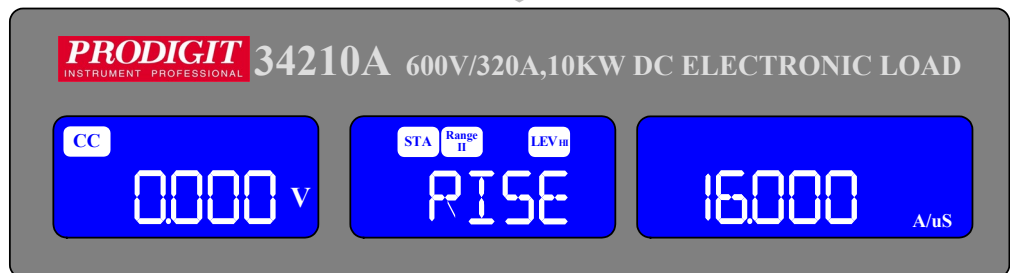 PRODIGIT
INSTRUMENT PROFESSIONAL
34210A 600V/320A,10KW DC ELECTRONIC LOAD
CC
0.000 V
STA Range II LEV HI
RISE
16.000 A/uS